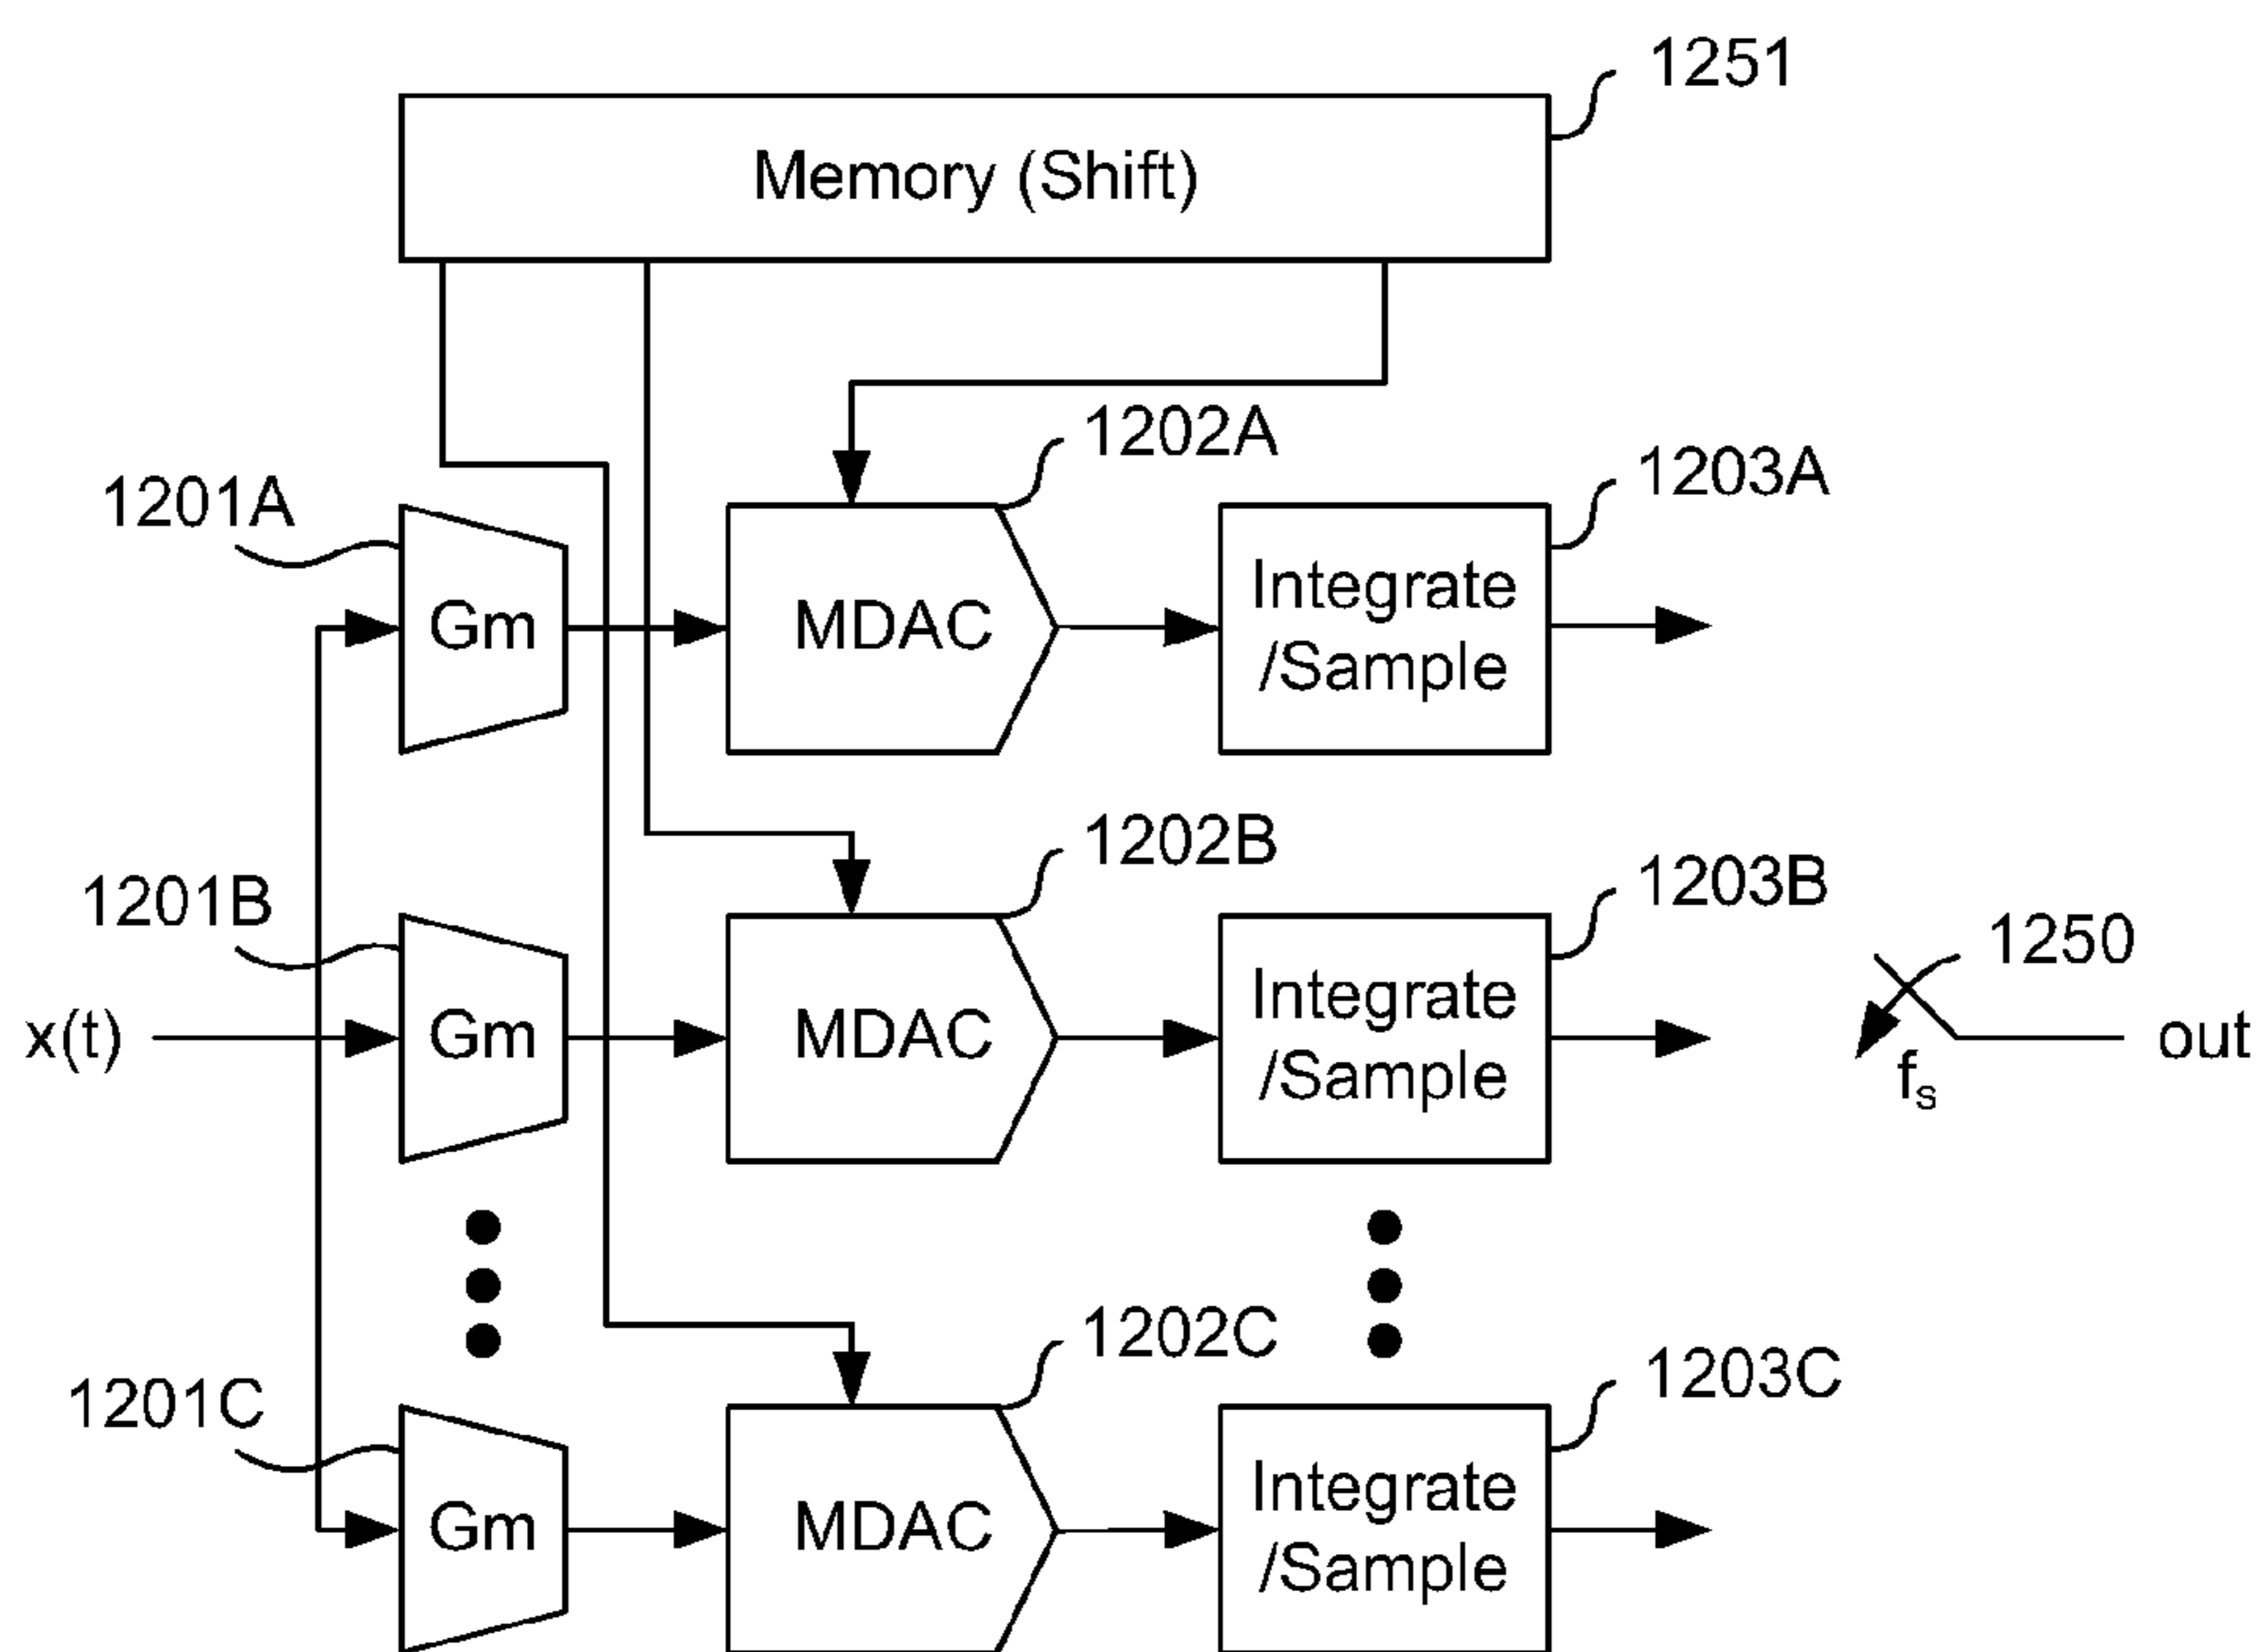 1251
Memory (Shift)
1202A
1203A
1201A
Gm
MDAC
Integrate
/Sample
1202B
1203B
1201B
1250
x(t)
Gm
MDAC
Integrate
/Sample
fs
out
1202C
1203C
1201C
Gm
MDAC
Integrate
/Sample